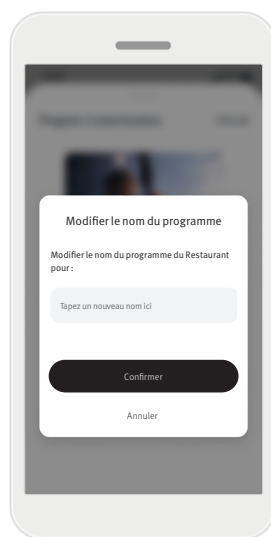 Modifier le nom du programme
Modifier le nom du programme du Restaurant
pour :
Tapez un nouveau nom ici
Confirmer
Annuler